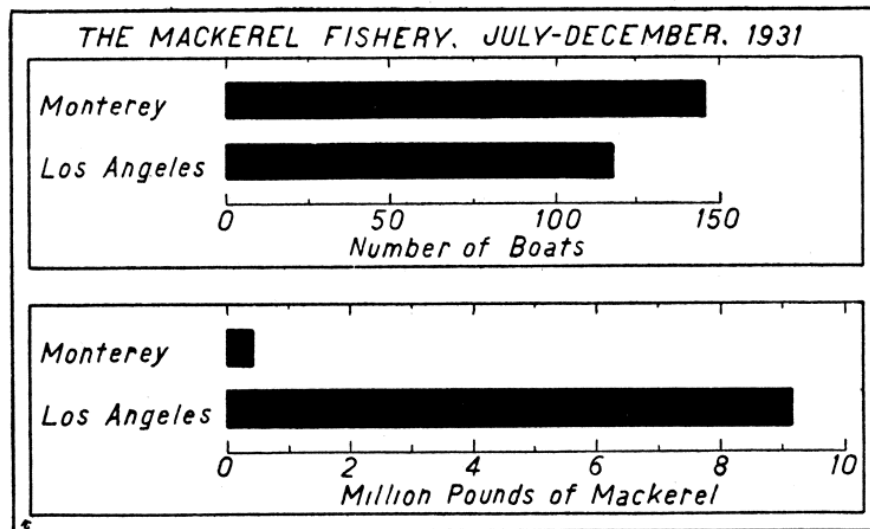 THE MACKEREL FISHERY. JULY-DECEMBER. 1931
Monterey
Los Angeles
0 50 100 150
Number of Boats
Monterey
Los Angeles
0 2 4 6 8 10
Million Pounds of Mackerel